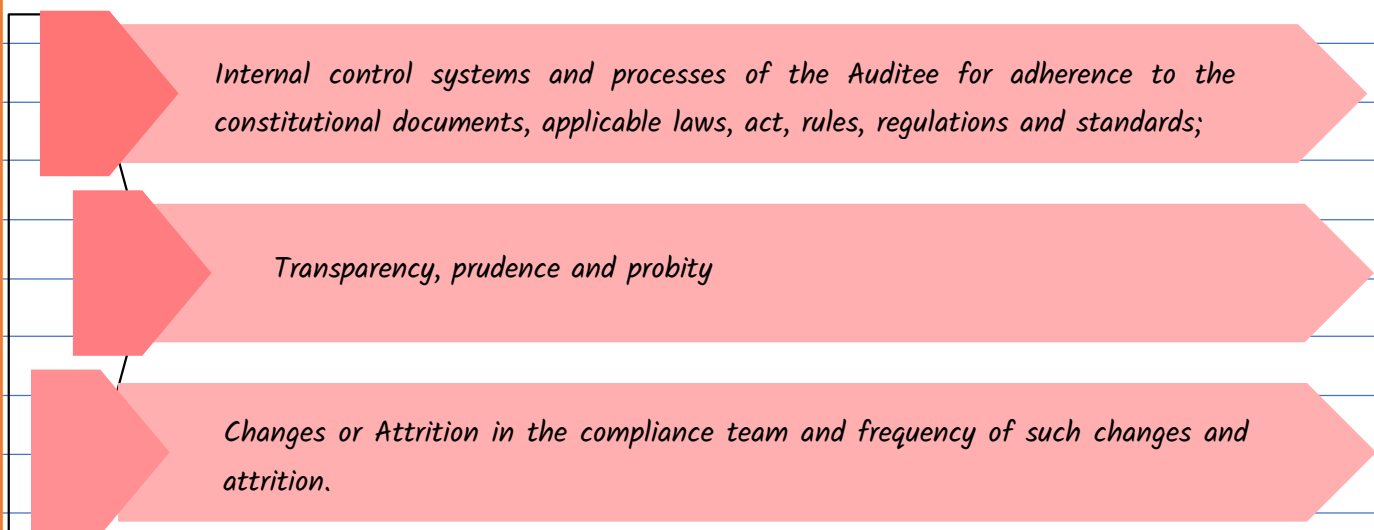 Internal control systems and processes of the Auditee for adherence to the
constitutional documents, applicable laws, act, rules, regulations and standards;
Transparency, prudence and probity
Changes or Attrition in the compliance team and frequency of such changes and
attrition.